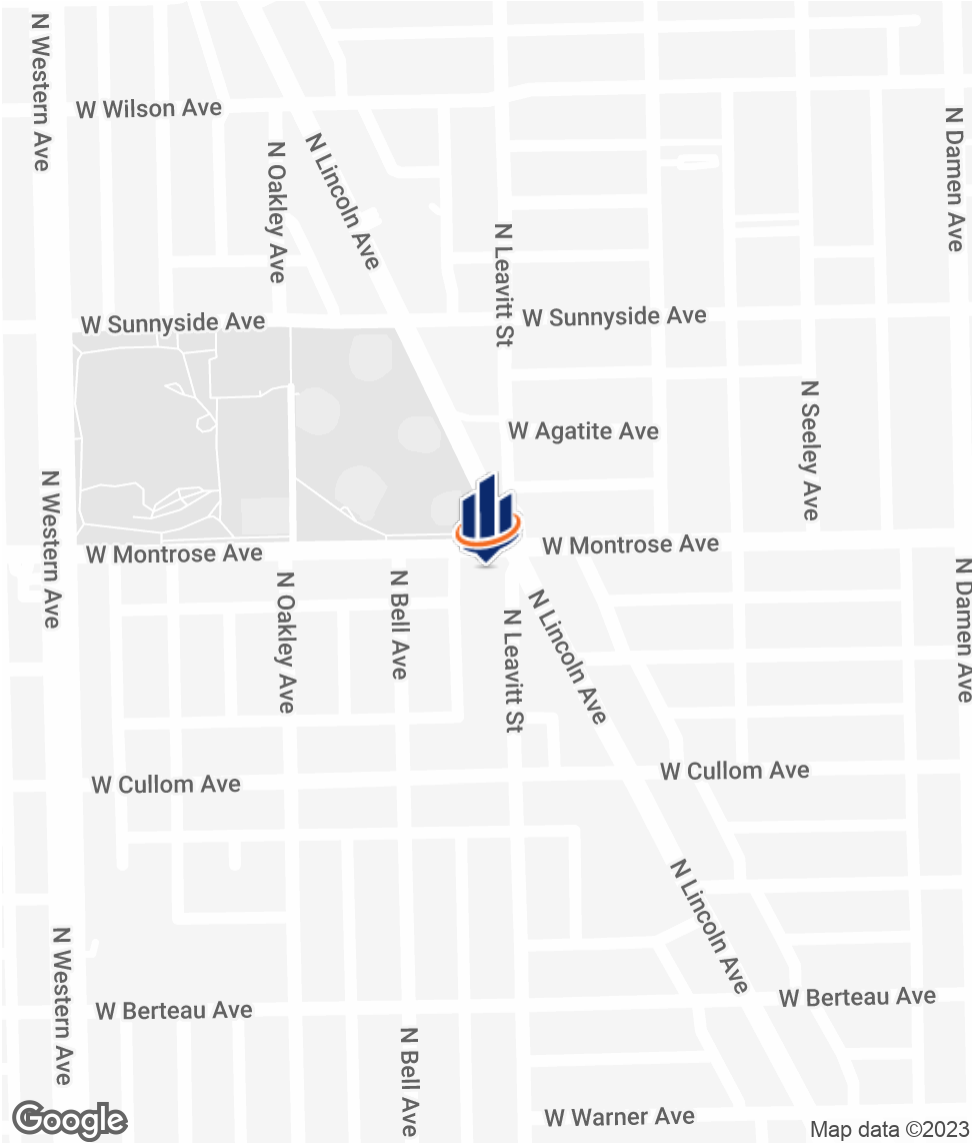 N Western Ave
W Wilson Ave
N Damen Ave
N Lincoln Ave
N Oakley Ave
N Leavitt St
W Sunnyside Ave
W Sunnyside Ave
N Seeley Ave
W Agatite Ave
N Western Ave
W Montrose Ave
W Montrose Ave
N Damen Ave
N Oakley Ave
N Bell Ave
N Lincoln Ave
N Leavitt St
W Cullom Ave
W Cullom Ave
N Lincoln Ave
N Western Ave
W Berteau Ave
W Berteau Ave
N Bell Ave
W Warner Ave
Google
Map data ©2023